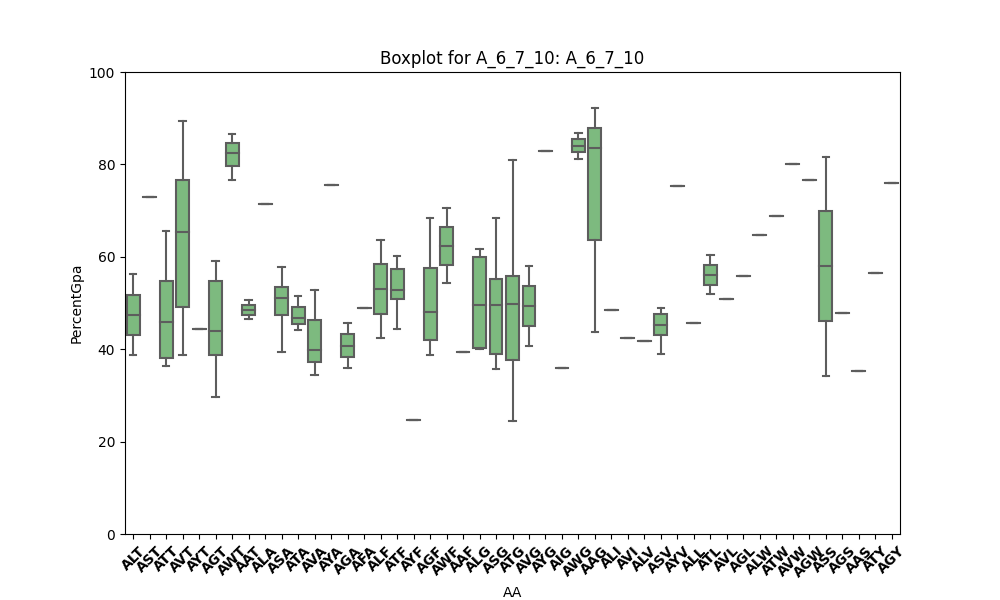 Boxplot for A_6_7_10: A_6_7_10
100
80
60
40
20
0
PercentGpa
ALT AST ATT AVT AYT AGT AWT AAT ALA ASA ATA AVA AYA AGA AFA ALF ATF AYF AGF AWF AAF ALG ASG ATG AVG AYG AIG AWG AAG ALI AVI ALV ASV AYV ALL ATL AVL AGL ALW ATW AVW AGW ASS AGS AAS ATY AGY
AA